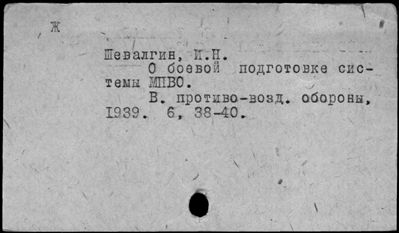 Ж
Шевалгин, И.Н.
О боевой подготовке сис-
темы МПВО.
В. противо-возд. обороны,
1939. 6, 38-40.